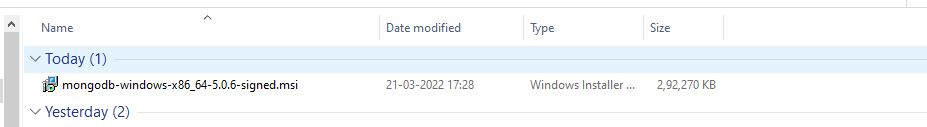 Name Date modified Type Size
Today (1)
mongodb-windows-x86_64-5.0.6-signed.msi 21-03-2022 17:28 Windows Installer ... 2,92,270 KB
Yesterday (2)